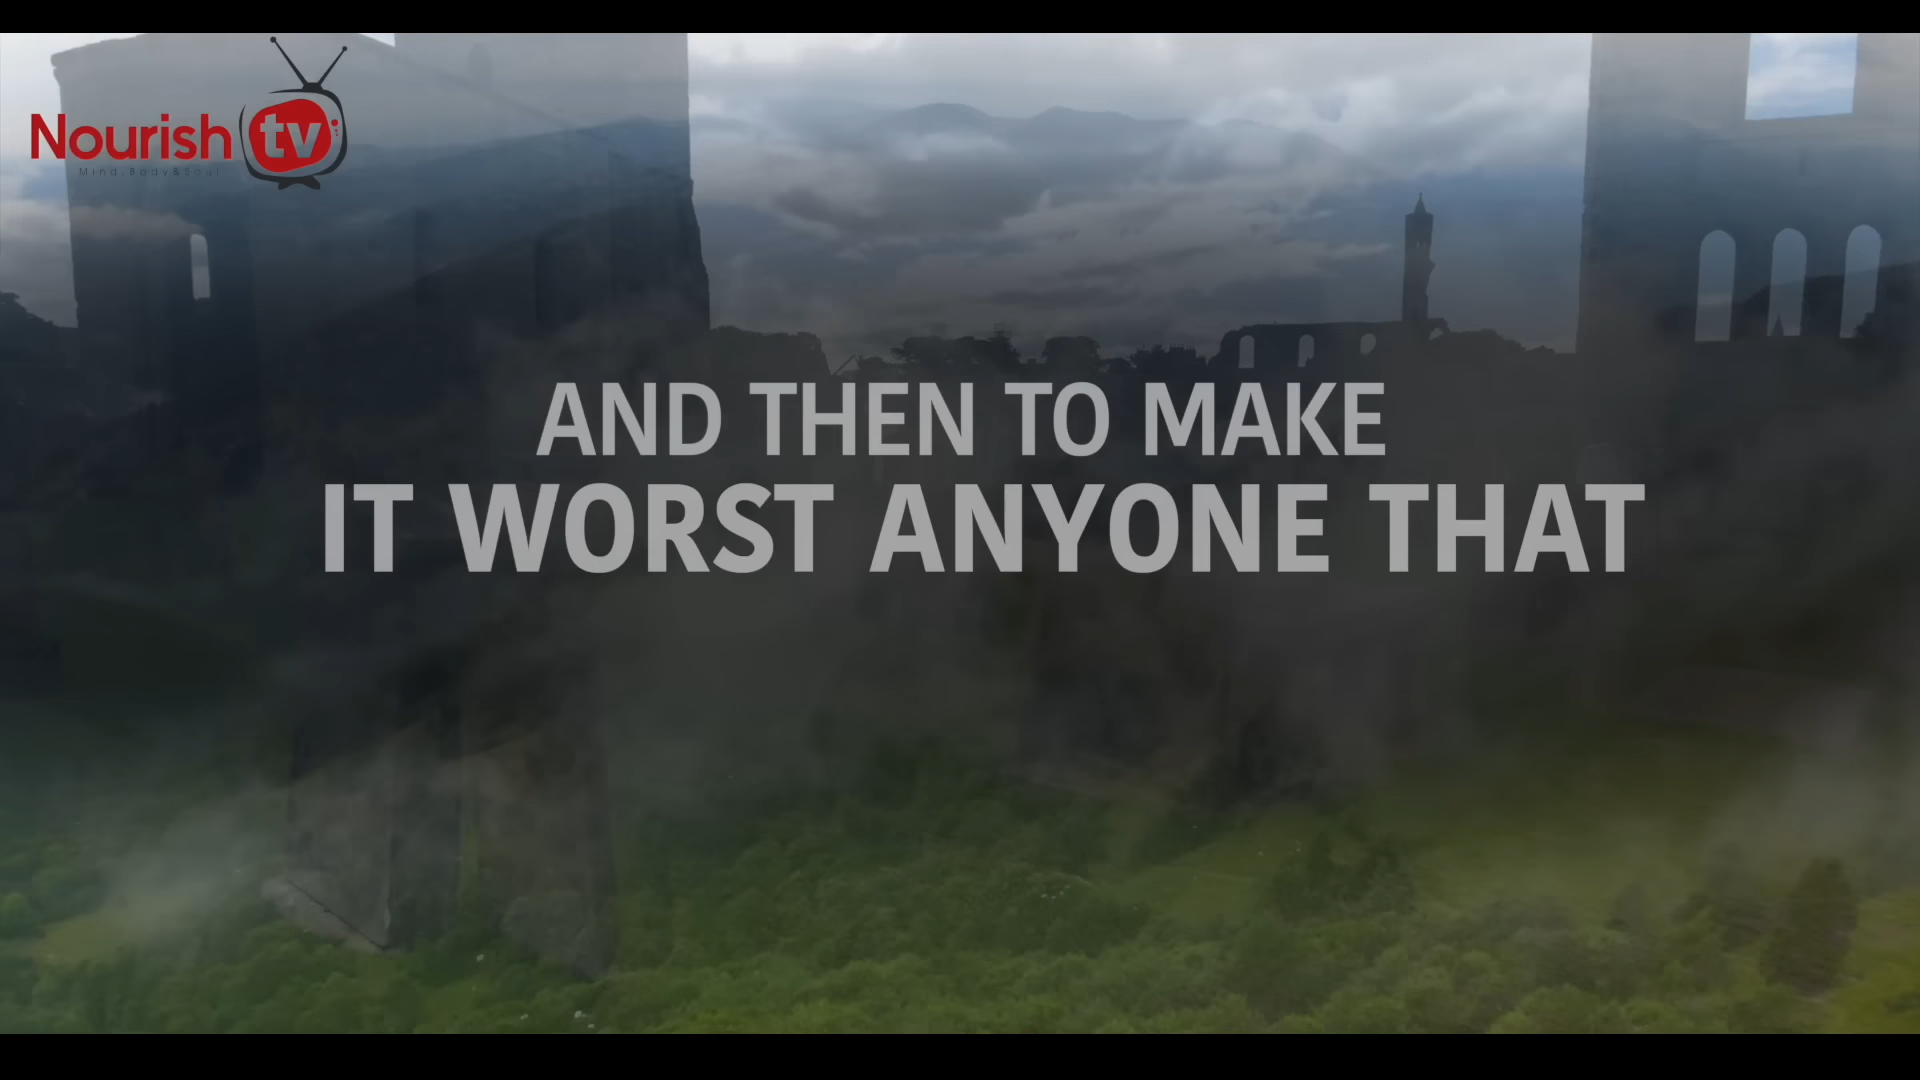 Nourish tv
Mind, Body & Soul
AND THEN TO MAKE
IT WORST ANYONE THAT